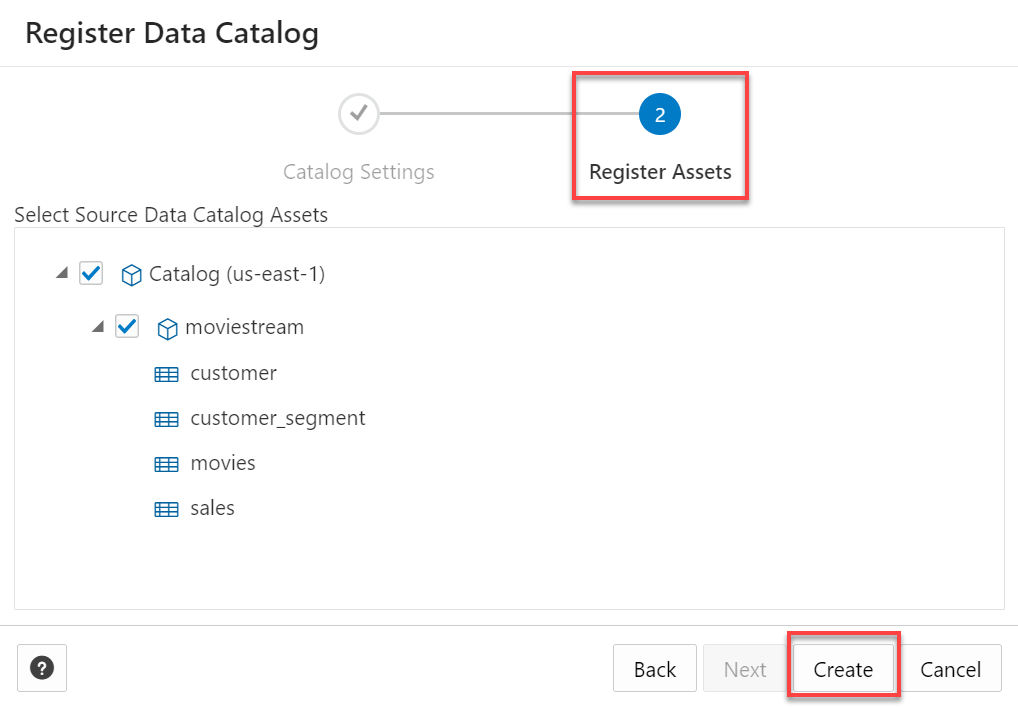 Register Data Catalog
2
Catalog Settings
Register Assets
Select Source Data Catalog Assets
Catalog (us-east-1)
moviestream
customer
customer_segment
movies
sales
?
Back
Next
Create
Cancel